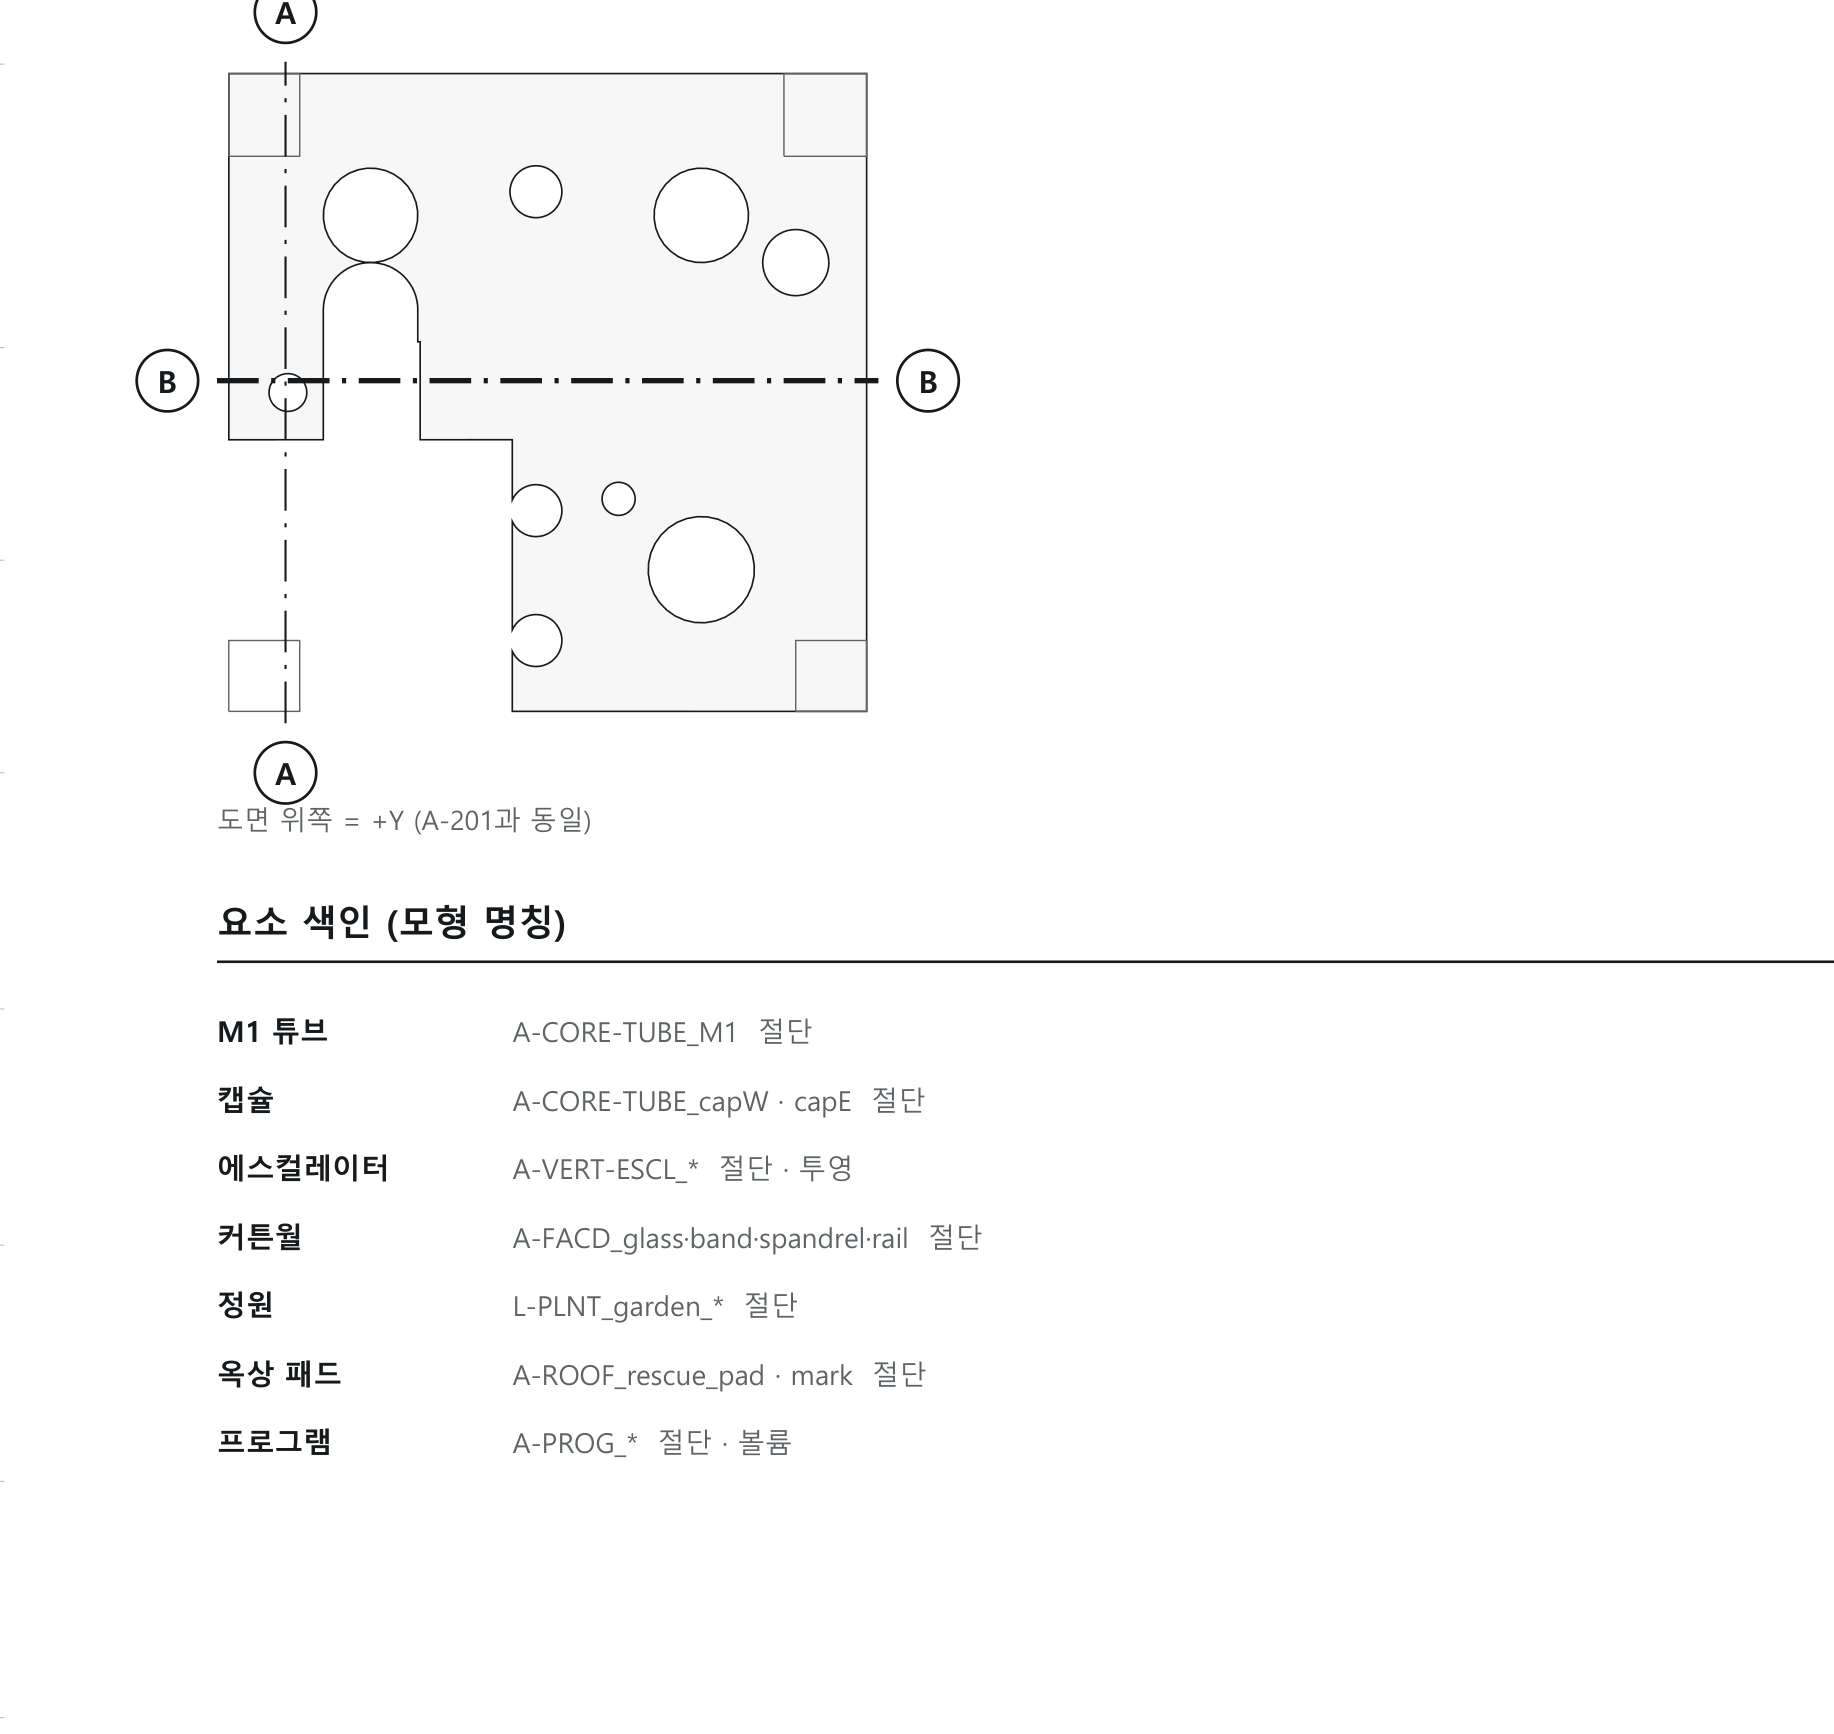 A
B
B
A
도면 위쪽 = +Y (A-201과 동일)
요소 색인 (모형 명칭)
M1 튜브 A-CORE-TUBE_M1 절단
캡슐 A-CORE-TUBE_capW · capE 절단
에스컬레이터 A-VERT-ESCL_* 절단 · 투영
커튼월 A-FACD_glass·band·spandrel·rail 절단
정원 L-PLNT_garden_* 절단
옥상 패드 A-ROOF_rescue_pad · mark 절단
프로그램 A-PROG_* 절단 · 볼륨